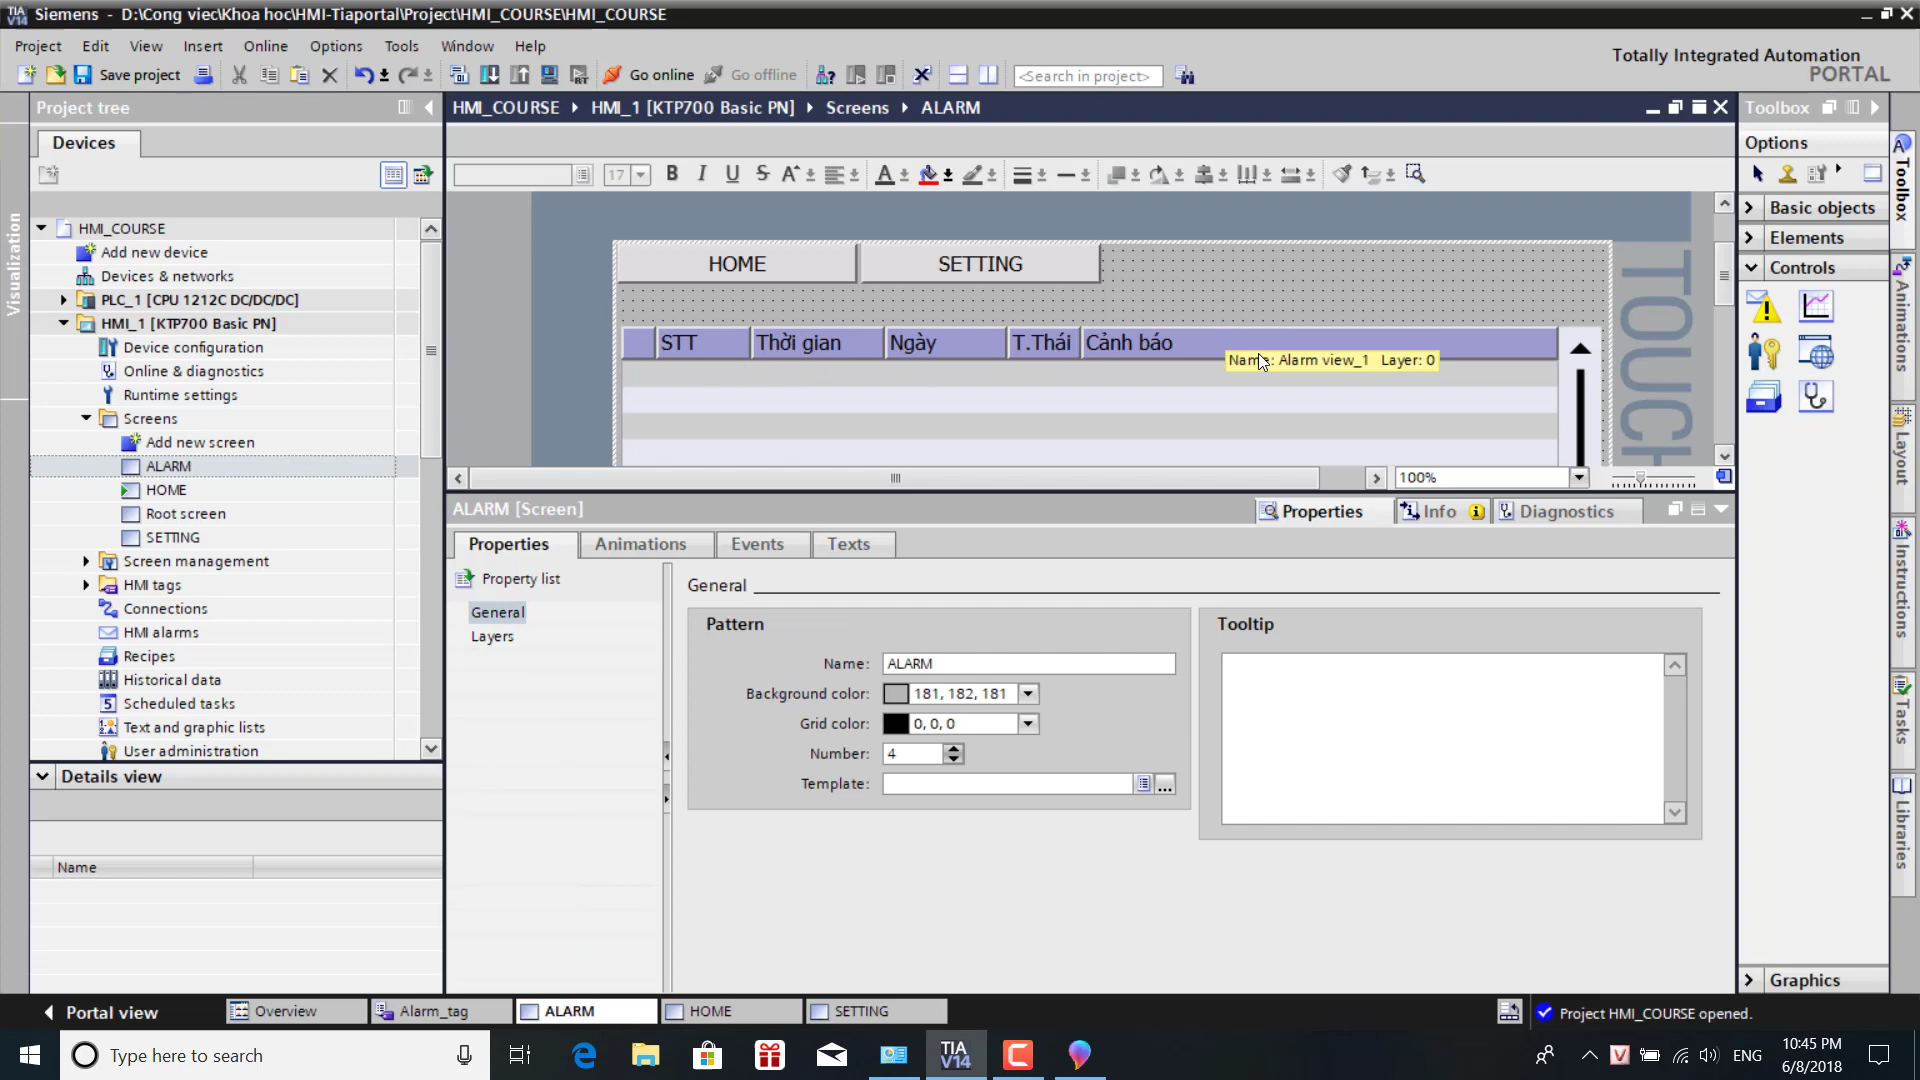 Siemens - D:\Cong viec\Khoa hoc\HMI-Tiaportal\Project\HMI_COURSE\HMI_COURSE
Project Edit View Insert Online Options Tools Window Help
Totally Integrated Automation
PORTAL
Save project
Go online
Go offline
<Search in project>
Project tree
HMI_COURSE HMI_1 [KTP700 Basic PN] Screens ALARM
Toolbox
Devices
Options
17
B I U S
Visualization
HMI_COURSE
Add new device
Devices & networks
PLC_1 [CPU 1212C DC/DC/DC]
HMI_1 [KTP700 Basic PN]
Device configuration
Online & diagnostics
Runtime settings
Screens
Add new screen
ALARM
HOME
Root screen
SETTING
Screen management
HMI tags
Connections
HMI alarms
Recipes
Historical data
Scheduled tasks
Text and graphic lists
User administration
Details view
Name
HOME SETTING
TOUCH
STT Thời gian Ngày T.Thái Cảnh báo
Name: Alarm view_1 Layer: 0
100%
Basic objects
Elements
Controls
Graphics
Toolbox
Animations
Layout
Instructions
Tasks
Libraries
ALARM [Screen]
Properties Info Diagnostics
Properties Animations Events Texts
Property list
General
Layers
General
Pattern
Name: ALARM
Background color: 181, 182, 181
Grid color: 0, 0, 0
Number: 4
Template:
...
Tooltip
Portal view
Overview
Alarm_tag
ALARM
HOME
SETTING
Project HMI_COURSE opened.
Type here to search
TIA
V14
ENG
10:45 PM
6/8/2018